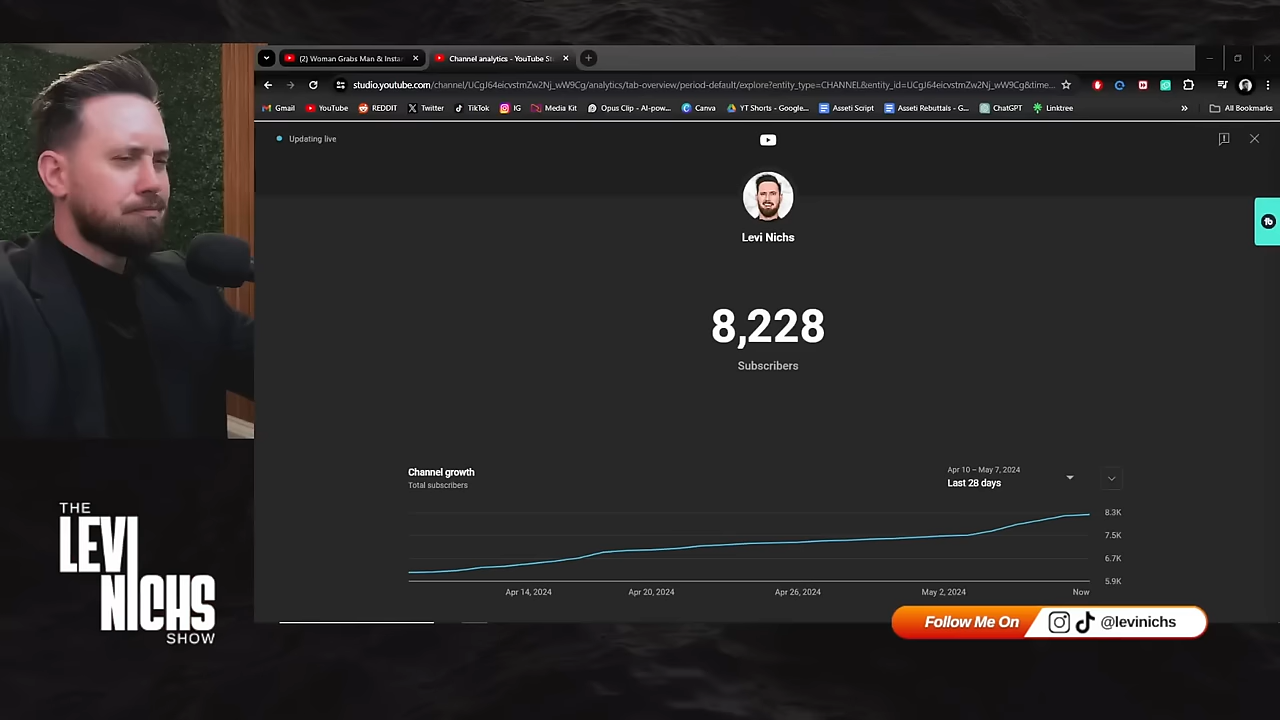 (2) Woman Grabs Man & Instar
Channel analytics - YouTube St
studio.youtube.com/channel/UCgJ64eicvstmZw2Nj_wW9Cg/analytics/tab-overview/period-default/explore?entity_type=CHANNEL&entity_id=UCgJ64eicvstmZw2Nj_wW9Cg&time...
Gmail YouTube REDDIT Twitter TikTok IG Media Kit Opus Clip - AI-pow... Canva YT Shorts - Google... Asseti Script Asseti Rebuttals - G... ChatGPT Linktree » All Bookmarks
Updating live
Levi Nichs
8,228
Subscribers
Channel growth
Total subscribers
Apr 10 – May 7, 2024
Last 28 days
8.3K
7.5K
6.7K
5.9K
Apr 14, 2024 Apr 20, 2024 Apr 26, 2024 May 2, 2024 Now
THE
LEVI
NICHS
SHOW
Follow Me On @levinichs